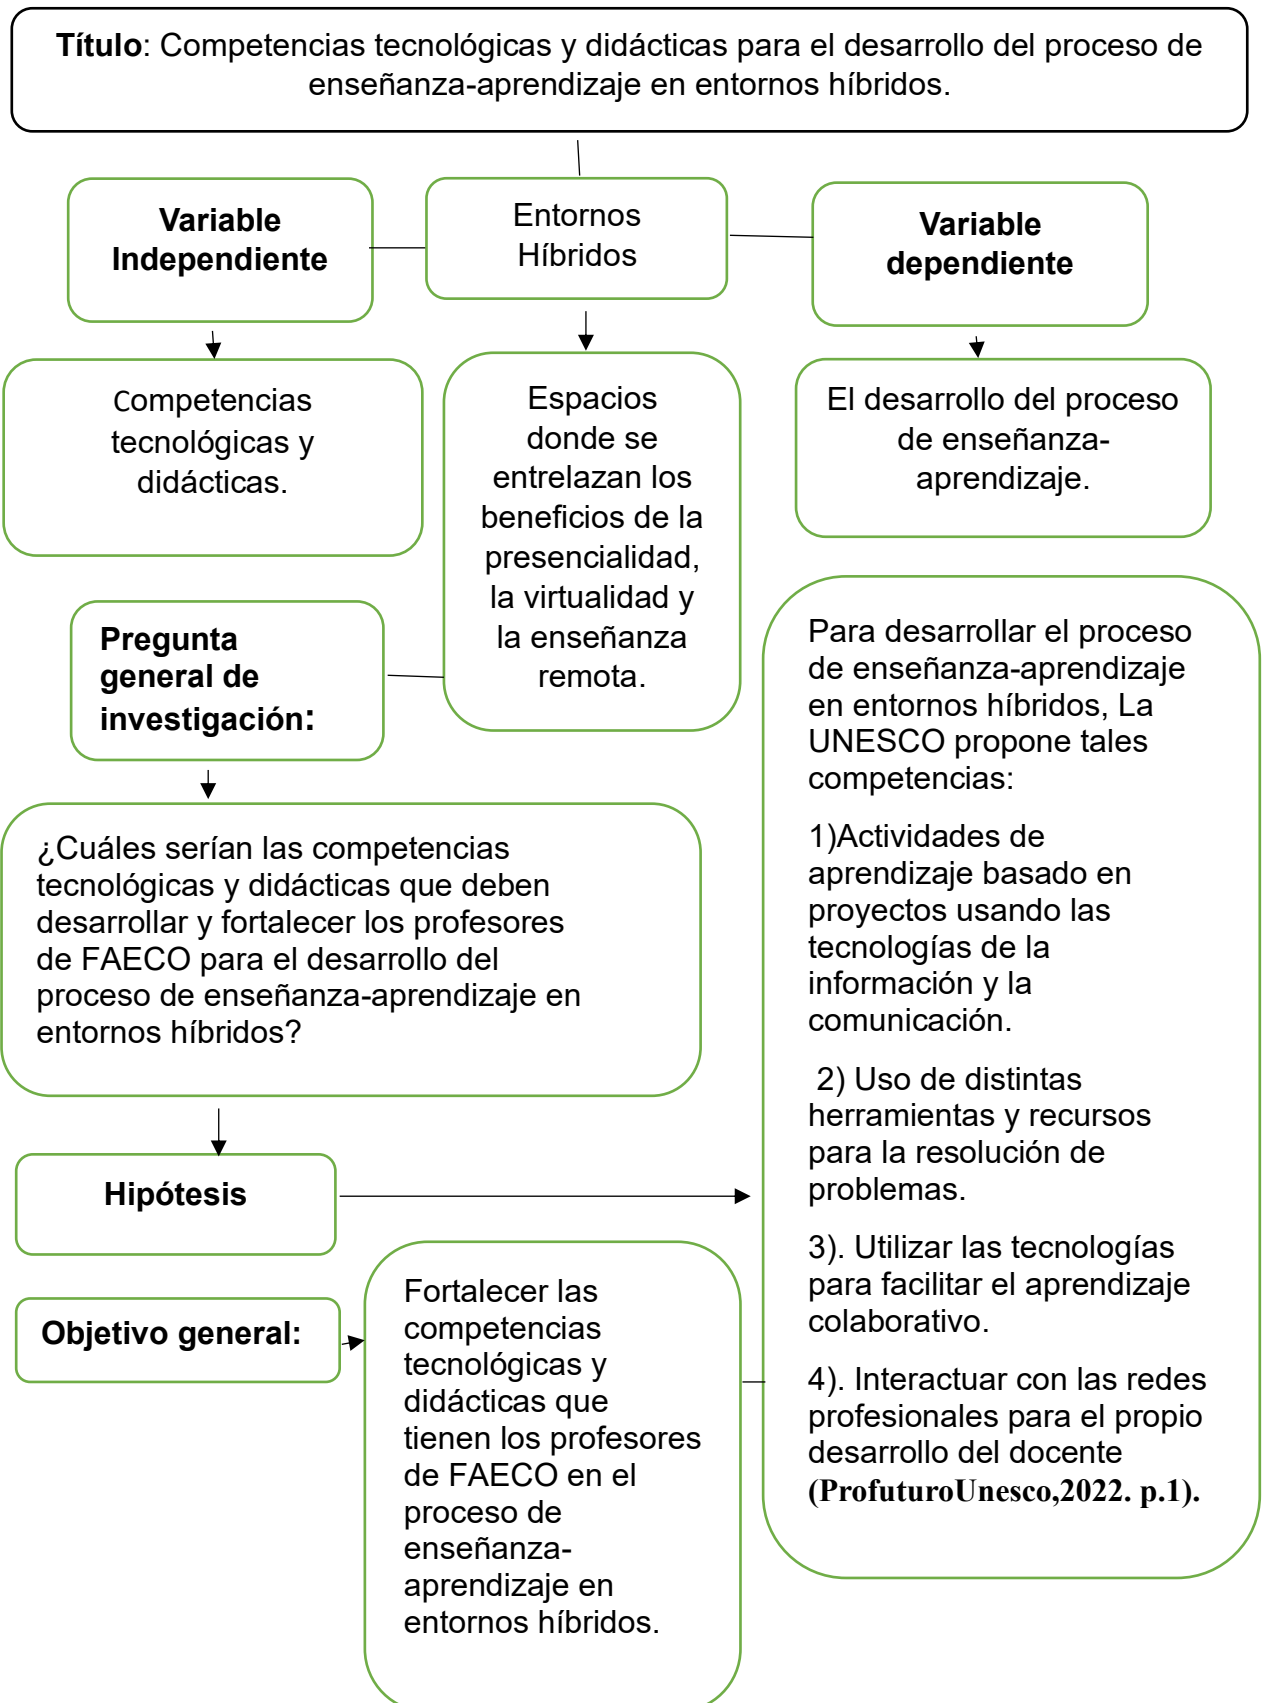 Título: Competencias tecnológicas y didácticas para el desarrollo del proceso de
enseñanza-aprendizaje en entornos híbridos.
Variable
Independiente
Entornos
Híbridos
Variable
dependiente
Competencias
tecnológicas y
didácticas.
Espacios
donde se
entrelazan los
beneficios de la
presencialidad,
la virtualidad y
la enseñanza
remota.
El desarrollo del proceso
de enseñanza-
aprendizaje.
Pregunta
general de
investigación:
¿Cuáles serían las competencias
tecnológicas y didácticas que deben
desarrollar y fortalecer los profesores
de FAECO para el desarrollo del
proceso de enseñanza-aprendizaje en
entornos híbridos?
Hipótesis
Para desarrollar el proceso
de enseñanza-aprendizaje
en entornos híbridos, La
UNESCO propone tales
competencias:
1)Actividades de
aprendizaje basado en
proyectos usando las
tecnologías de la
información y la
comunicación.
2) Uso de distintas
herramientas y recursos
para la resolución de
problemas.
3). Utilizar las tecnologías
para facilitar el aprendizaje
colaborativo.
4). Interactuar con las redes
profesionales para el propio
desarrollo del docente
(ProfuturoUnesco,2022. p.1).
Objetivo general:
Fortalecer las
competencias
tecnológicas y
didácticas que
tienen los profesores
de FAECO en el
proceso de
enseñanza-
aprendizaje en
entornos híbridos.